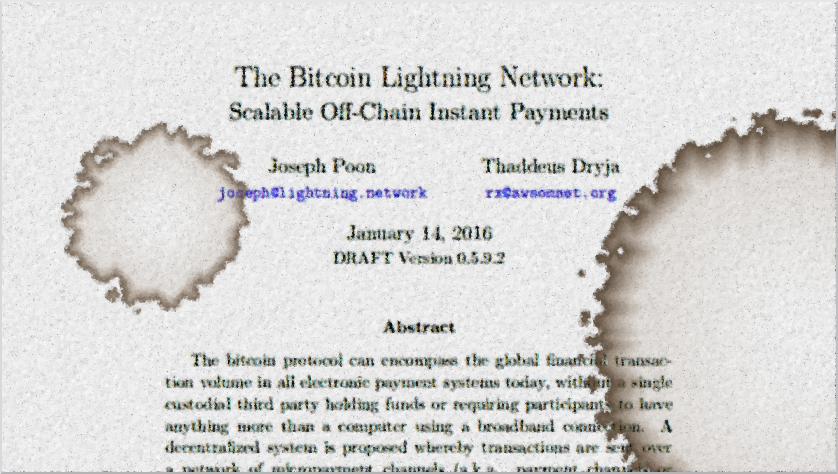 The Bitcoin Lightning Network:
Scalable Off-Chain Instant Payments
Joseph Poon Thaddeus Dryja
joseph@lightning.network rx@awsomnet.org
January 14, 2016
DRAFT Version 0.5.9.2
Abstract
The bitcoin protocol can encompass the global financial transac-
tion volume in all electronic payment systems today, without a single
custodial third party holding funds or requiring participants to have
anything more than a computer using a broadband connection. A
decentralized system is proposed whereby transactions are sent over
a network of micropayment channels (a.k.a. payment channels or